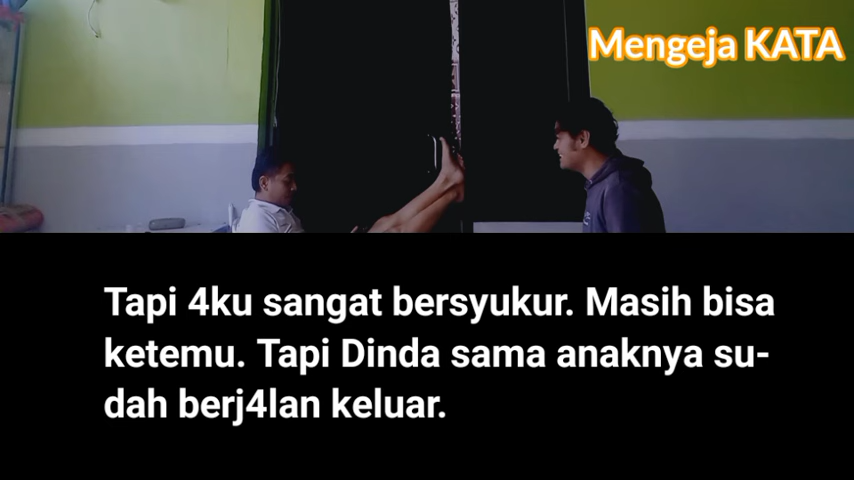 Mengeja KATA
Tapi 4ku sangat bersyukur. Masih bisa
ketemu. Tapi Dinda sama anaknya su-
dah berj4lan keluar.